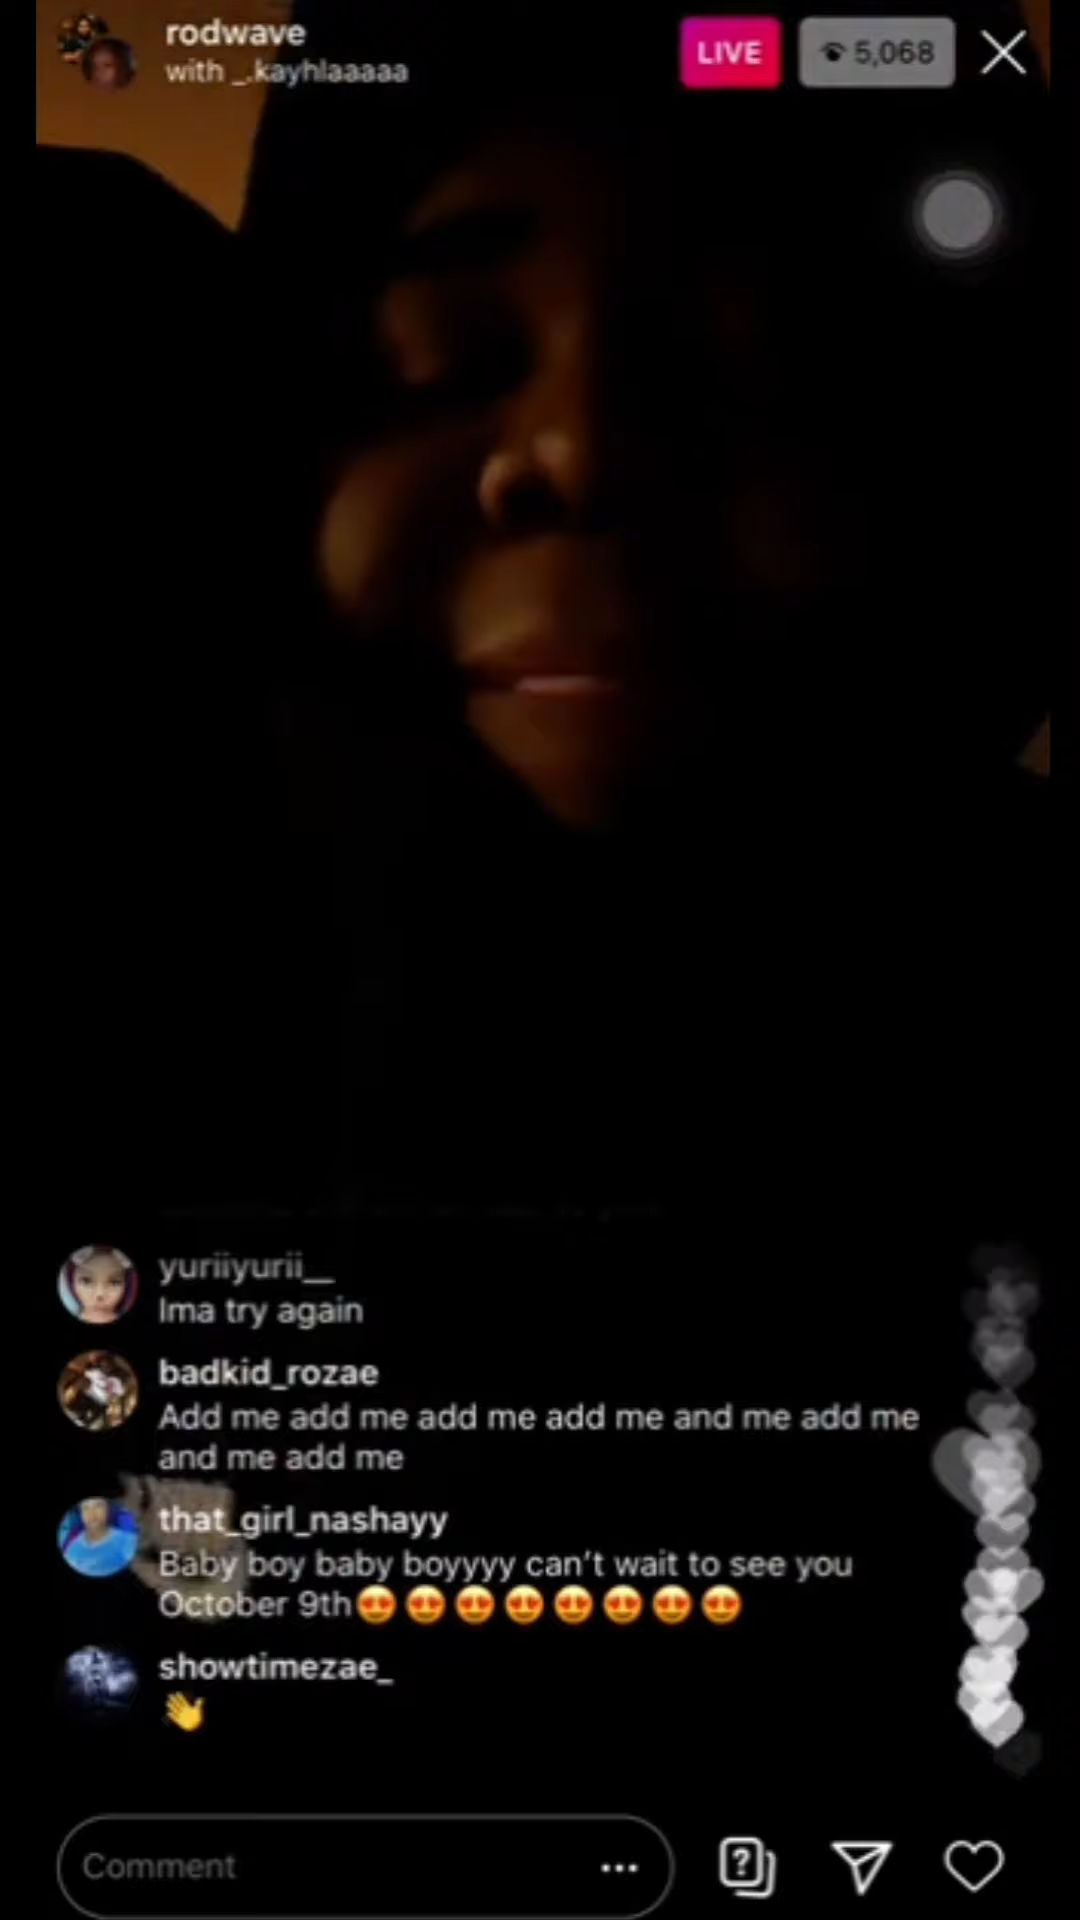 rodwave
with _.kayhlaaaaa
LIVE
5,068
yuriiyurii__
Ima try again
badkid_rozae
Add me add me add me add me and me add me
and me add me
that_girl_nashayy
Baby boy baby boyyyy can't wait to see you
October 9th😍😍😍😍😍😍😍😍
showtimezae_
👋
Comment